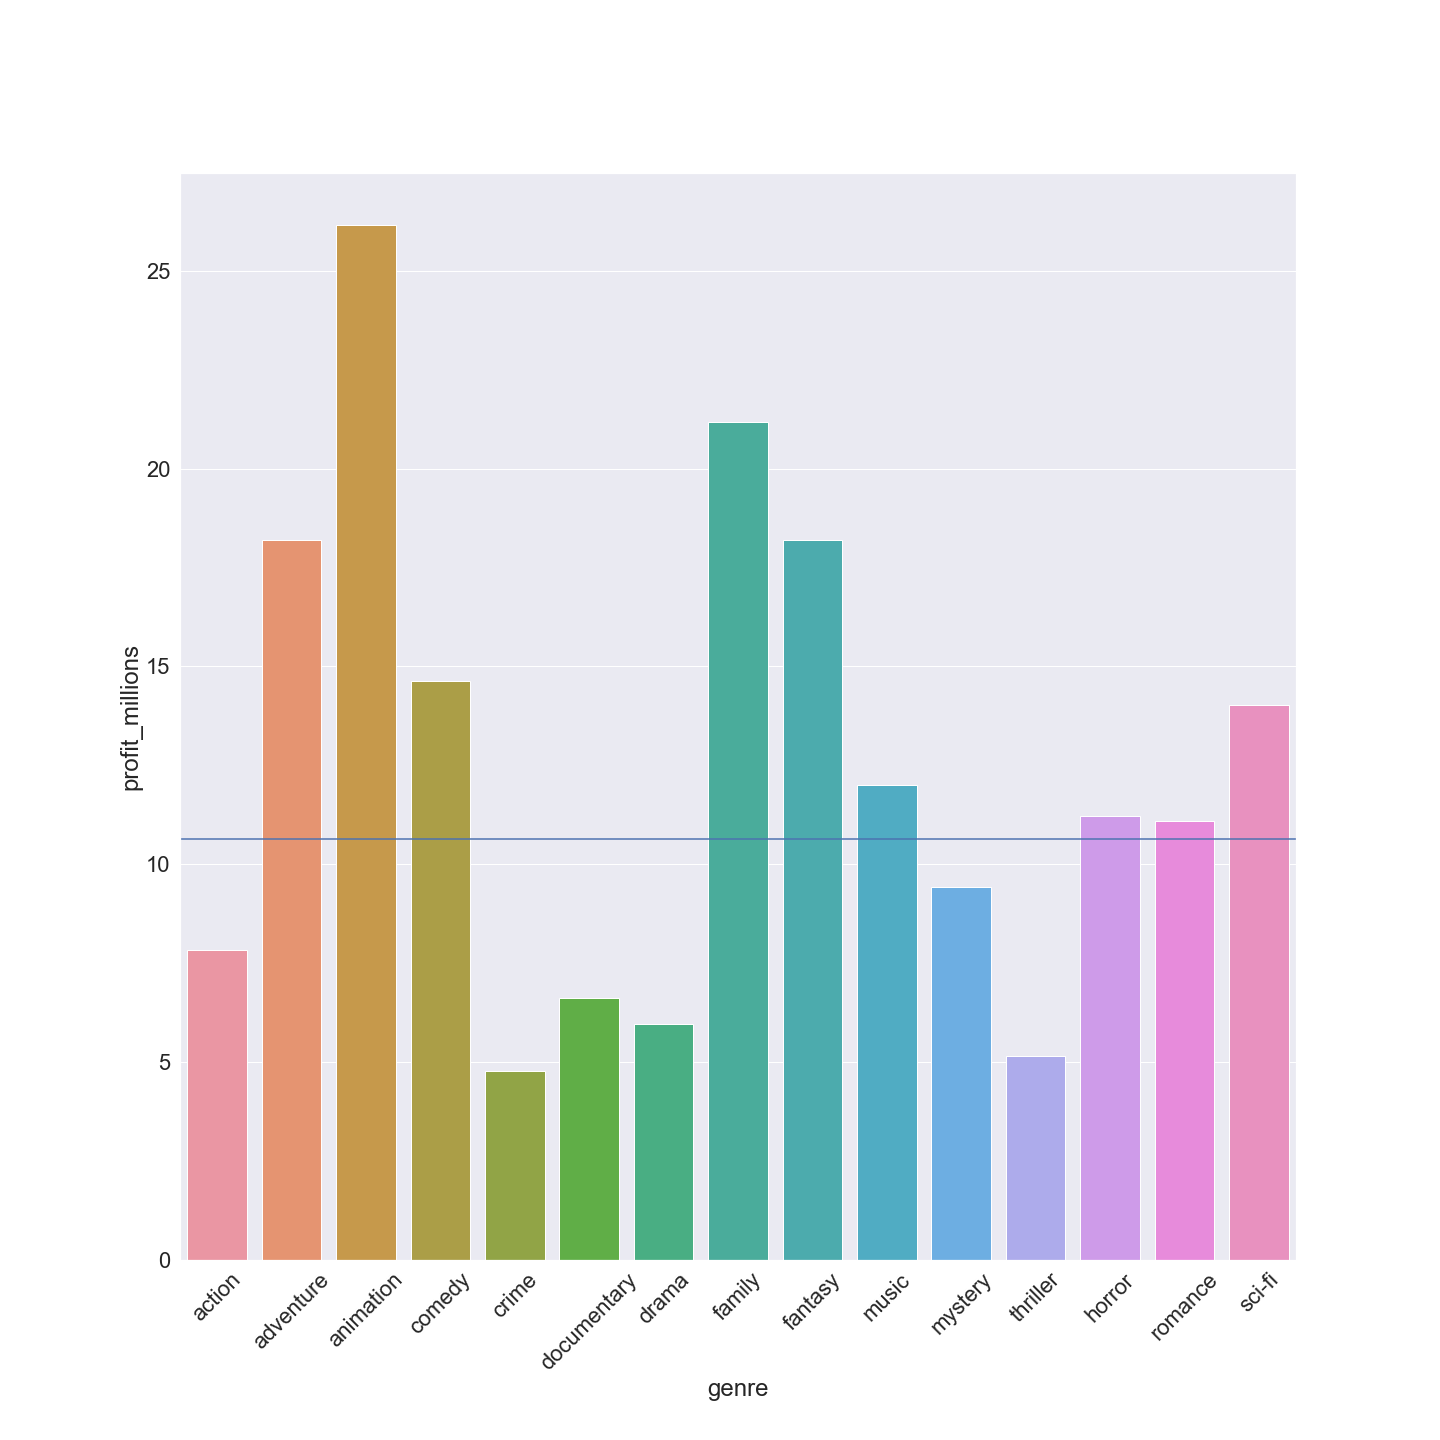 25
20
15
10
5
0
profit_millions
action
adventure
animation
comedy
crime
documentary
drama
family
fantasy
music
mystery
thriller
horror
romance
sci-fi
genre